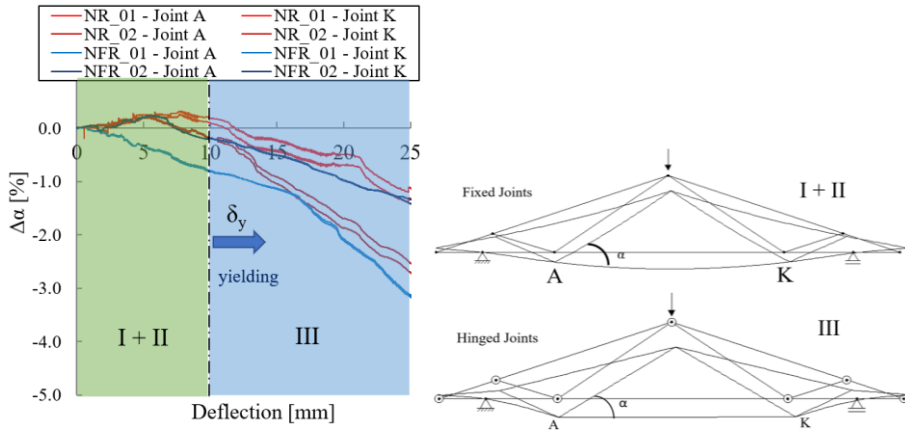 NR_01 - Joint A NR_01 - Joint K
NR_02 - Joint A NR_02 - Joint K
NFR_01 - Joint A NFR_01 - Joint K
NFR_02 - Joint A NFR_02 - Joint K
0.0
0 5 10 15 20 25
-1.0
-2.0
-3.0
-4.0
-5.0
Δα [%]
δy
yielding
I + II
III
Deflection [mm]
Fixed Joints
I + II
α
A K
Hinged Joints
III
α
A K